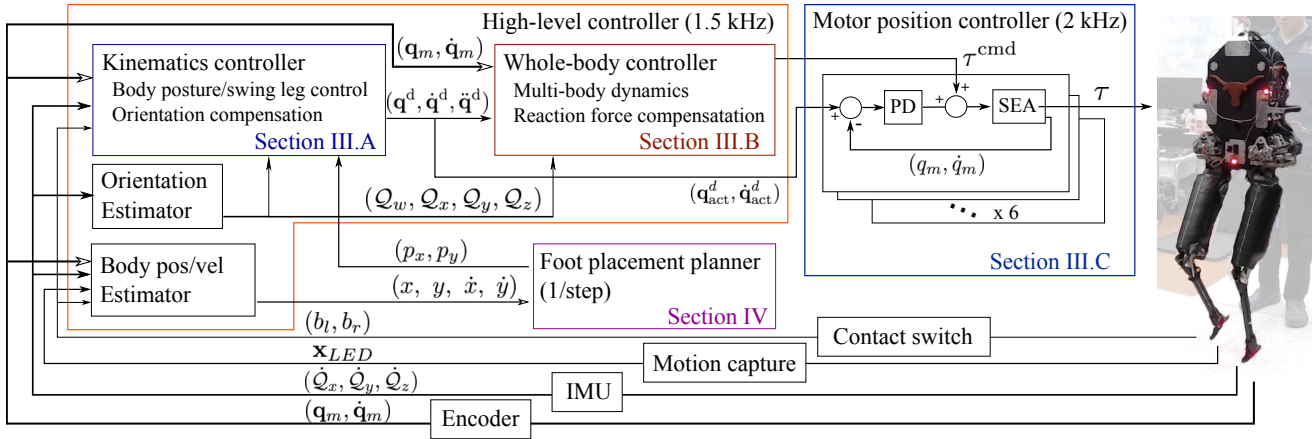 High-level controller (1.5 kHz)
Motor position controller (2 kHz)
Kinematics controller
Body posture/swing leg control
Orientation compensation
Section III.A
(q_m, q̇_m)
(q^d, q̇^d, q̈^d)
Whole-body controller
Multi-body dynamics
Reaction force compensatation
Section III.B
τ^cmd
+
-
PD
+
+
SEA
τ
(q_m, q̇_m)
x 6
Section III.C
Orientation
Estimator
(Q_w, Q_x, Q_y, Q_z)
(q^d_act, q̇^d_act)
Body pos/vel
Estimator
(p_x, p_y)
(x, y, ẋ, ẏ)
Foot placement planner
(1/step)
Section IV
(b_l, b_r)
Contact switch
x_LED
Motion capture
(Q̇_x, Q̇_y, Q̇_z)
IMU
(q_m, q̇_m)
Encoder